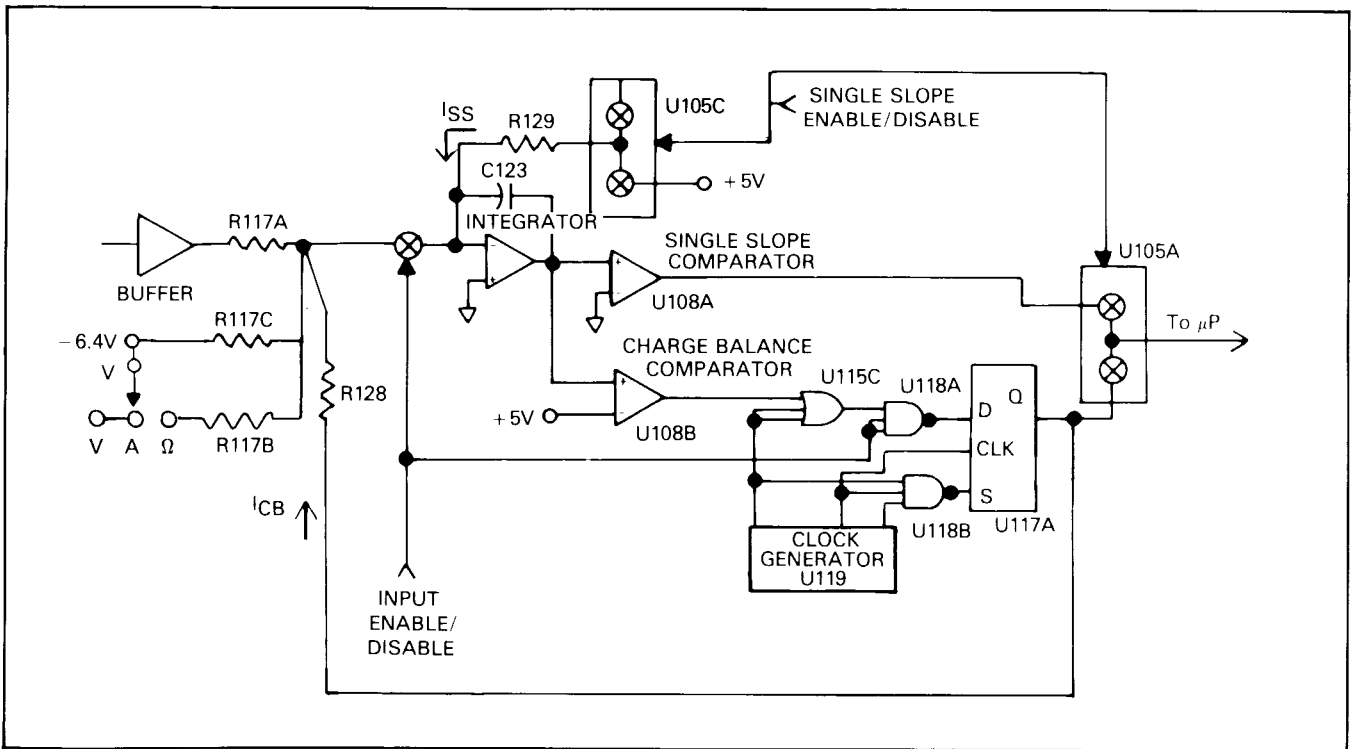 U105C
SINGLE SLOPE
ENABLE/DISABLE
ISS
R129
C123
+5V
INTEGRATOR
R117A
BUFFER
SINGLE SLOPE
COMPARATOR
U108A
U105A
To μP
R117C
−6.4V
V
V A Ω
R117B
R128
CHARGE BALANCE
COMPARATOR
U115C
U118A
+5V
U108B
D Q
CLK
S
U117A
U118B
ICB
CLOCK
GENERATOR
U119
INPUT
ENABLE/
DISABLE